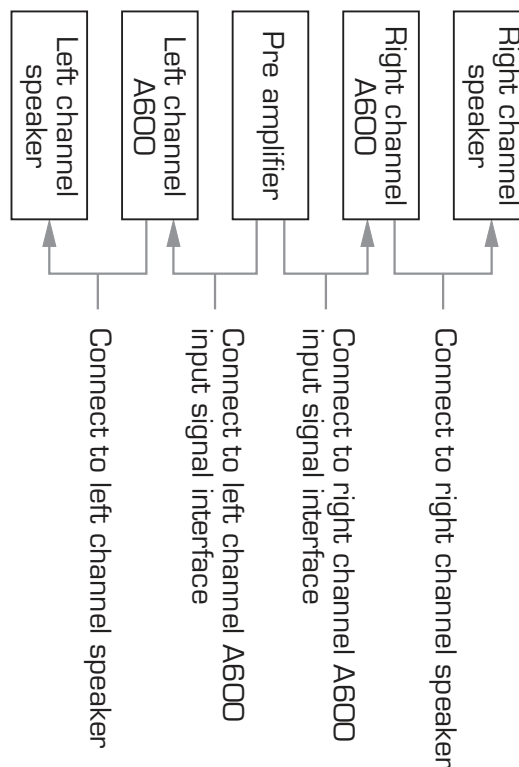 Right channel
speaker
Right channel
A600
Pre amplifier
Left channel
A600
Left channel
speaker
Connect to right channel speaker
Connect to right channel A600
input signal interface
Connect to left channel A600
input signal interface
Connect to left channel speaker